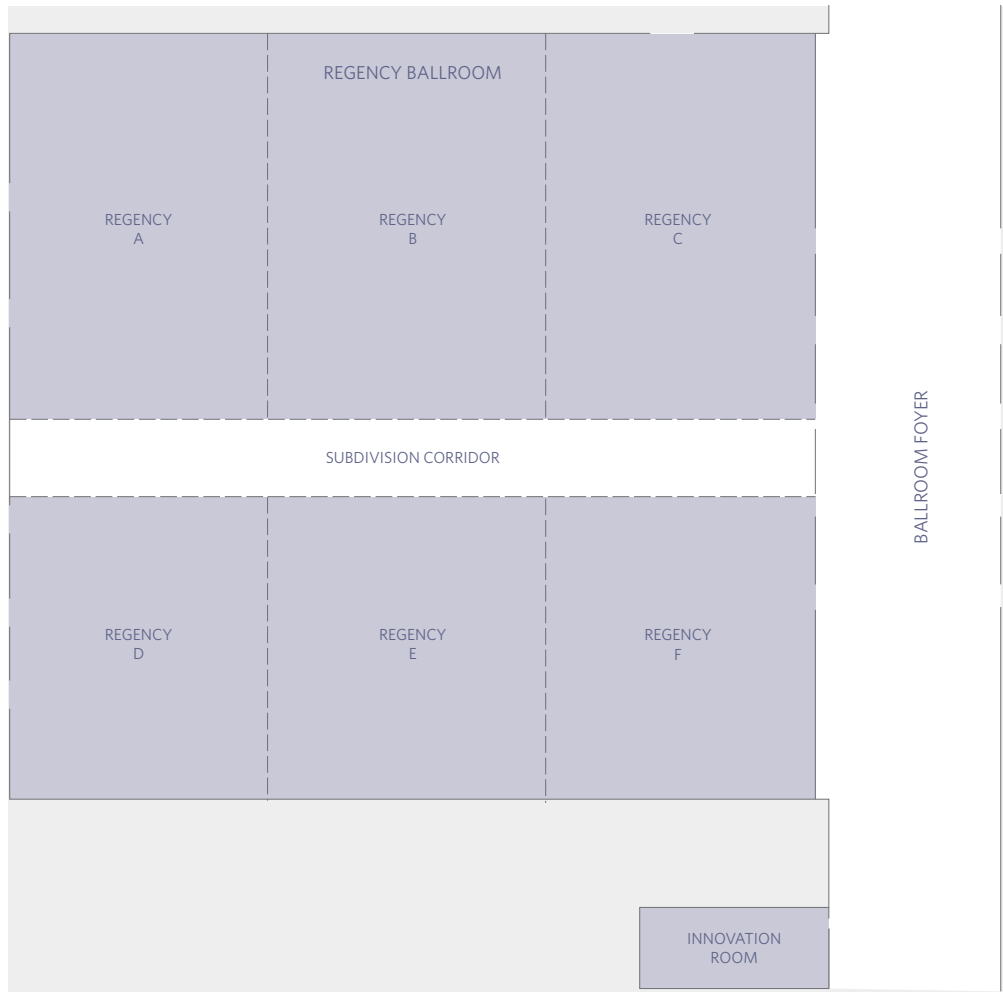 REGENCY BALLROOM
REGENCY
A
REGENCY
B
REGENCY
C
SUBDIVISION CORRIDOR
BALLROOM FOYER
REGENCY
D
REGENCY
E
REGENCY
F
INNOVATION
ROOM